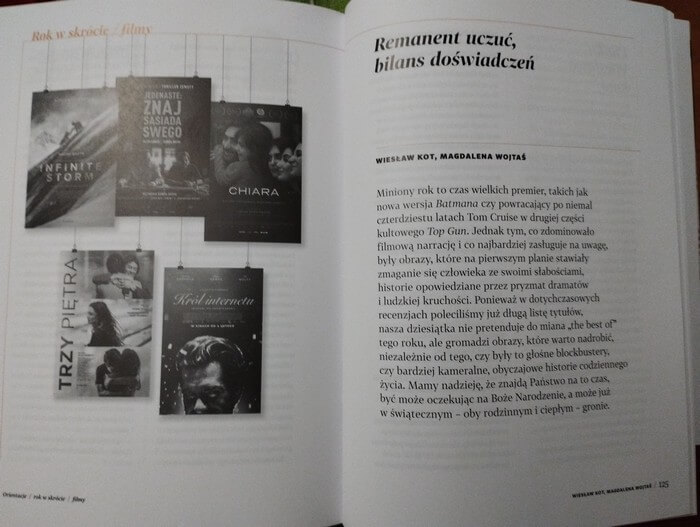 Rok w skrócie / filmy
INFINITE
STORM
JEDENASTE:
ZNAJ
SĄSIADA
SWEGO
CHIARA
TRZY PIĘTRA
Król internetu
W KINACH OD 4 LUTEGO
Orientacje / rok w skrócie / filmy
Remanent uczuć,
bilans doświadczeń
WIESŁAW KOT, MAGDALENA WOJTAŚ
Miniony rok to czas wielkich premier, takich jak
nowa wersja Batmana czy powracający po niemal
czterdziestu latach Tom Cruise w drugiej części
kultowego Top Gun. Jednak tym, co zdominowało
filmową narrację i co najbardziej zasługuje na uwagę,
były obrazy, które na pierwszym planie stawiały
zmaganie się człowieka ze swoimi słabościami,
historie opowiedziane przez pryzmat dramatów
i ludzkiej kruchości. Ponieważ w dotychczasowych
recenzjach poleciliśmy już długą listę tytułów,
nasza dziesiątka nie pretenduje do miana „the best of”
tego roku, ale gromadzi obrazy, które warto nadrobić,
niezależnie od tego, czy były to głośne blockbustery,
czy bardziej kameralne, obyczajowe historie codziennego
życia. Mamy nadzieję, że znajdą Państwo na to czas,
być może oczekując na Boże Narodzenie, a może już
w świątecznym – oby rodzinnym i ciepłym – gronie.
WIESŁAW KOT, MAGDALENA WOJTAŚ / 125